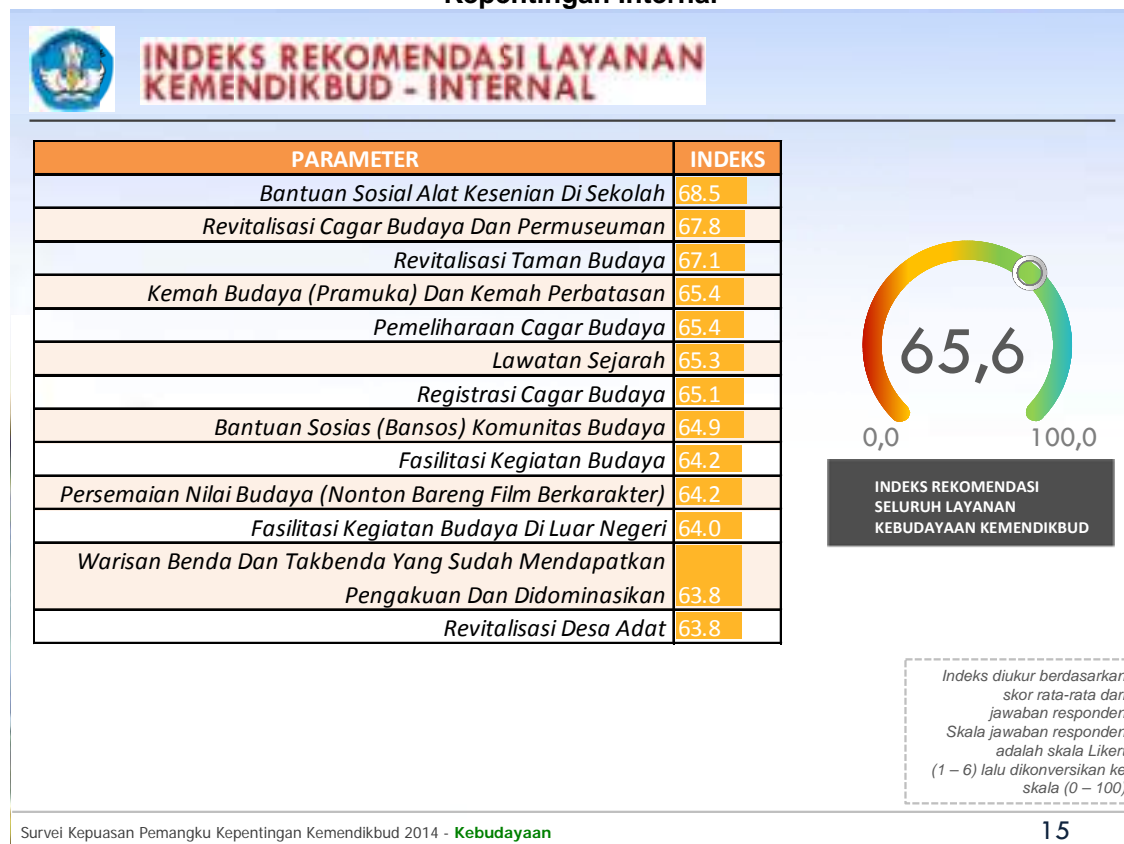 Kepentingan Internal
INDEKS REKOMENDASI LAYANAN
KEMENDIKBUD - INTERNAL
PARAMETER INDEKS
Bantuan Sosial Alat Kesenian Di Sekolah 68.5
Revitalisasi Cagar Budaya Dan Permuseuman 67.8
Revitalisasi Taman Budaya 67.1
Kemah Budaya (Pramuka) Dan Kemah Perbatasan 65.4
Pemeliharaan Cagar Budaya 65.4
Lawatan Sejarah 65.3
Registrasi Cagar Budaya 65.1
Bantuan Sosias (Bansos) Komunitas Budaya 64.9
Fasilitasi Kegiatan Budaya 64.2
Persemaian Nilai Budaya (Nonton Bareng Film Berkarakter) 64.2
Fasilitasi Kegiatan Budaya Di Luar Negeri 64.0
Warisan Benda Dan Takbenda Yang Sudah Mendapatkan
Pengakuan Dan Didominasikan 63.8
Revitalisasi Desa Adat 63.8
65,6
0,0 100,0
INDEKS REKOMENDASI
SELURUH LAYANAN
KEBUDAYAAN KEMENDIKBUD
Indeks diukur berdasarkan
skor rata-rata dari
jawaban responden
Skala jawaban responden
adalah skala Likert
(1 – 6) lalu dikonversikan ke
skala (0 – 100)
Survei Kepuasan Pemangku Kepentingan Kemendikbud 2014 - Kebudayaan 15